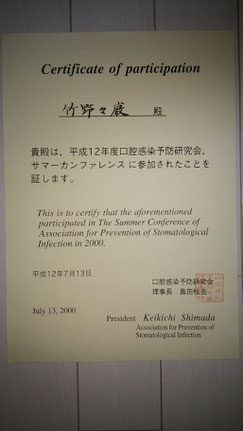 Certificate of participation
竹野々巌 殿
貴殿は、平成12年度口腔感染予防研究会、
サマーカンファレンスに参加されたことを
証します。
This is to certify that the aforementioned
participated in The Summer Conference of
Association for Prevention of Stomatological
Infection in 2000.
平成12年7月13日
口腔感染予防研究会
理事長 島田桂吉
July 13, 2000
President Keikichi Shimada
Association for Prevention of
Stomatological Infection